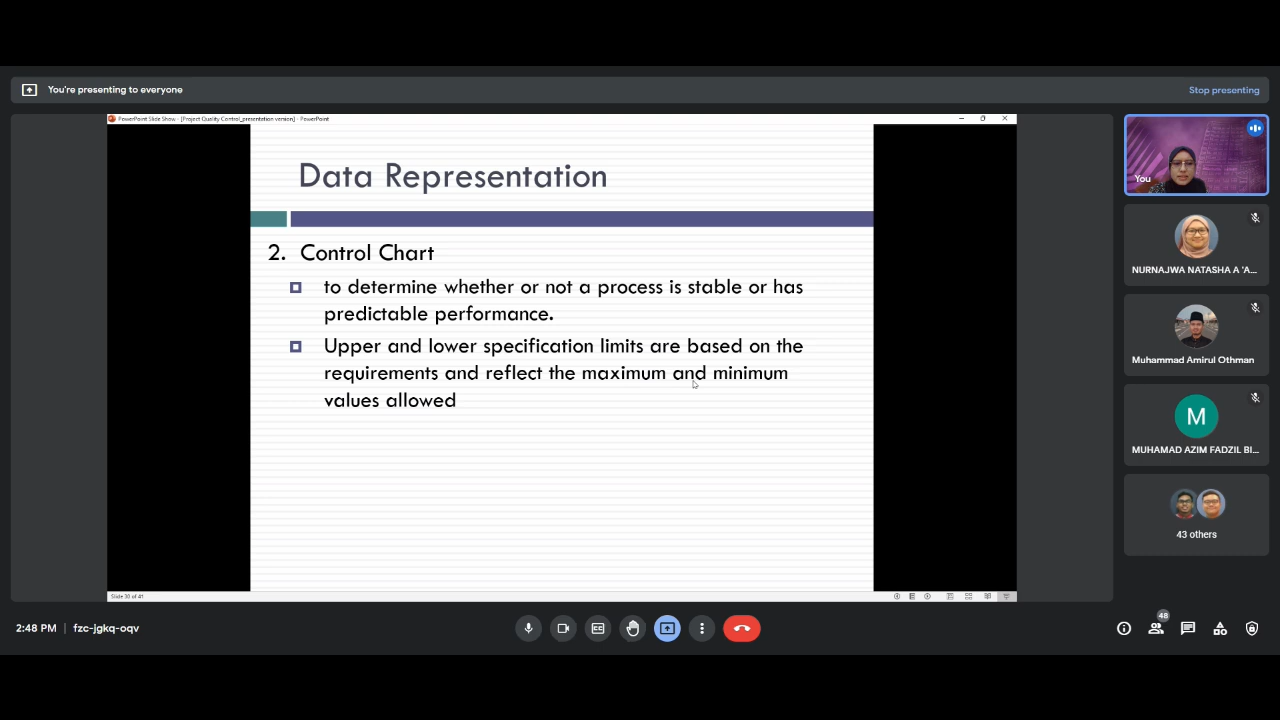 You're presenting to everyone
Stop presenting
PowerPoint Slide Show - [Project Quality Control_presentation version] - PowerPoint
Data Representation
2. Control Chart
to determine whether or not a process is stable or has
predictable performance.
Upper and lower specification limits are based on the
requirements and reflect the maximum and minimum
values allowed
Slide 30 of 41
You
NURNAJWA NATASHA A 'A...
Muhammad Amirul Othman
M
MUHAMAD AZIM FADZIL BI...
43 others
2:48 PM | fzc-jgkq-oqv
48